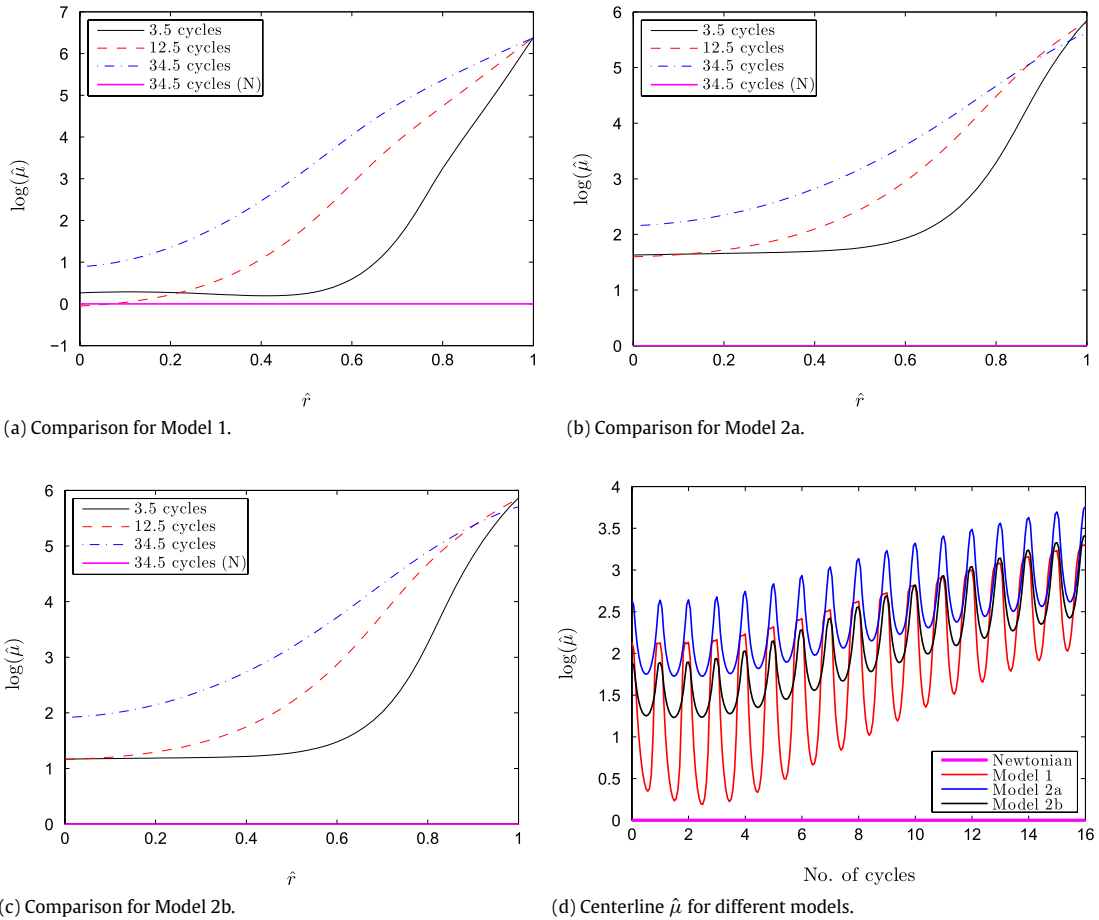 7
6
5
4
3
2
1
0
−1
log(μ̂)
3.5 cycles
12.5 cycles
34.5 cycles
34.5 cycles (N)
0 0.2 0.4 0.6 0.8 1
r̂
(a) Comparison for Model 1.
6
5
4
3
2
1
0
log(μ̂)
3.5 cycles
12.5 cycles
34.5 cycles
34.5 cycles (N)
0 0.2 0.4 0.6 0.8 1
r̂
(b) Comparison for Model 2a.
6
5
4
3
2
1
0
log(μ̂)
3.5 cycles
12.5 cycles
34.5 cycles
34.5 cycles (N)
0 0.2 0.4 0.6 0.8 1
r̂
(c) Comparison for Model 2b.
4
3.5
3
2.5
2
1.5
1
0.5
0
log(μ̂)
Newtonian
Model 1
Model 2a
Model 2b
0 2 4 6 8 10 12 14 16
No. of cycles
(d) Centerline μ̂ for different models.